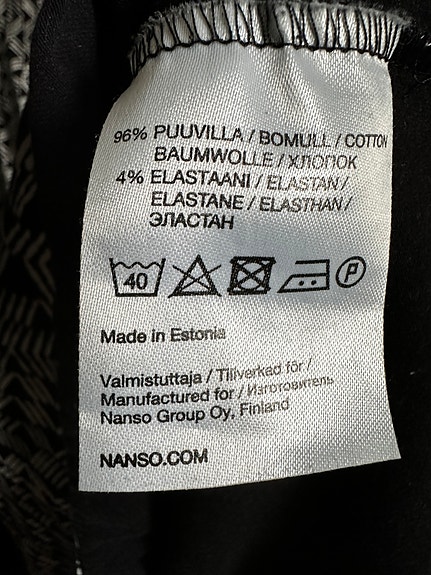 96% PUUVILLA / BOMULL / COTTON
BAUMWOLLE / ХЛОПОК
4% ELASTAANI / ELASTAN /
ELASTANE / ELASTHAN /
ЭЛАСТАН
40 P
Made in Estonia
Valmistuttaja / Tillverkad för /
Manufactured for / Изготовитель
Nanso Group Oy, Finland
NANSO.COM